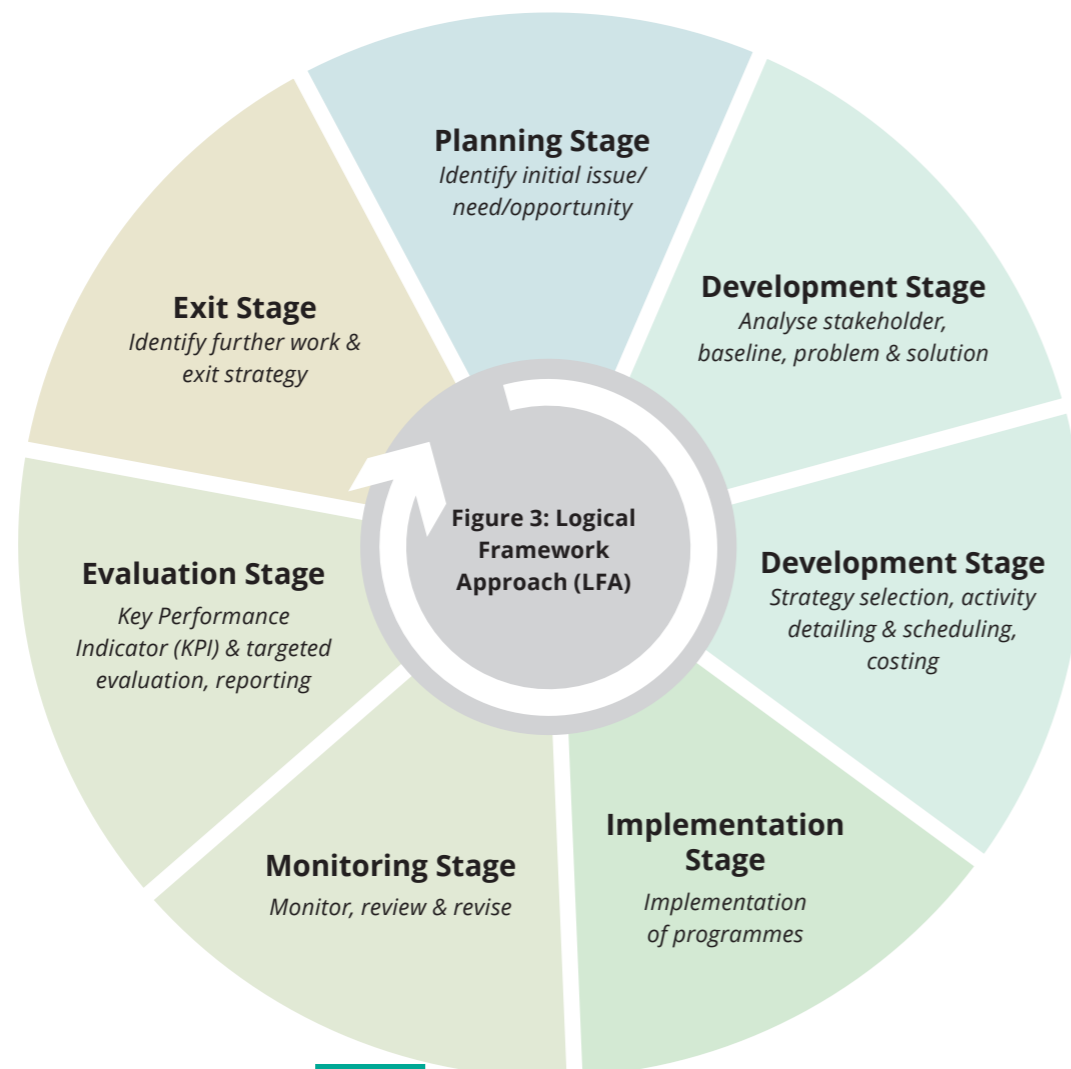 Planning Stage
Identify initial issue/
need/opportunity
Development Stage
Analyse stakeholder,
baseline, problem & solution
Development Stage
Strategy selection, activity
detailing & scheduling,
costing
Implementation
Stage
Implementation
of programmes
Monitoring Stage
Monitor, review & revise
Evaluation Stage
Key Performance
Indicator (KPI) & targeted
evaluation, reporting
Exit Stage
Identify further work &
exit strategy
Figure 3: Logical
Framework
Approach (LFA)